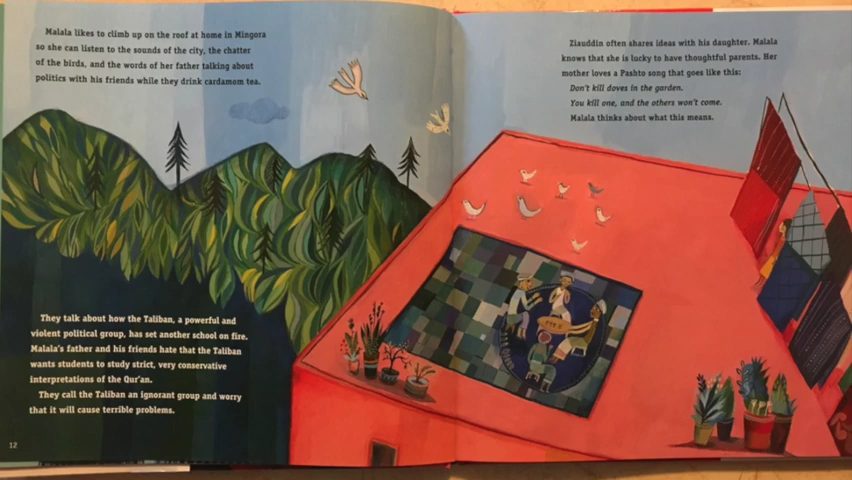 Malala likes to climb up on the roof at home in Mingora
so she can listen to the sounds of the city, the chatter
of the birds, and the words of her father talking about
politics with his friends while they drink cardamom tea.
They talk about how the Taliban, a powerful and
violent political group, has set another school on fire.
Malala's father and his friends hate that the Taliban
wants students to study strict, very conservative
interpretations of the Qur'an.
They call the Taliban an ignorant group and worry
that it will cause terrible problems.
12
Ziauddin often shares ideas with his daughter. Malala
knows that she is lucky to have thoughtful parents. Her
mother loves a Pashto song that goes like this:
Don't kill doves in the garden.
You kill one, and the others won't come.
Malala thinks about what this means.